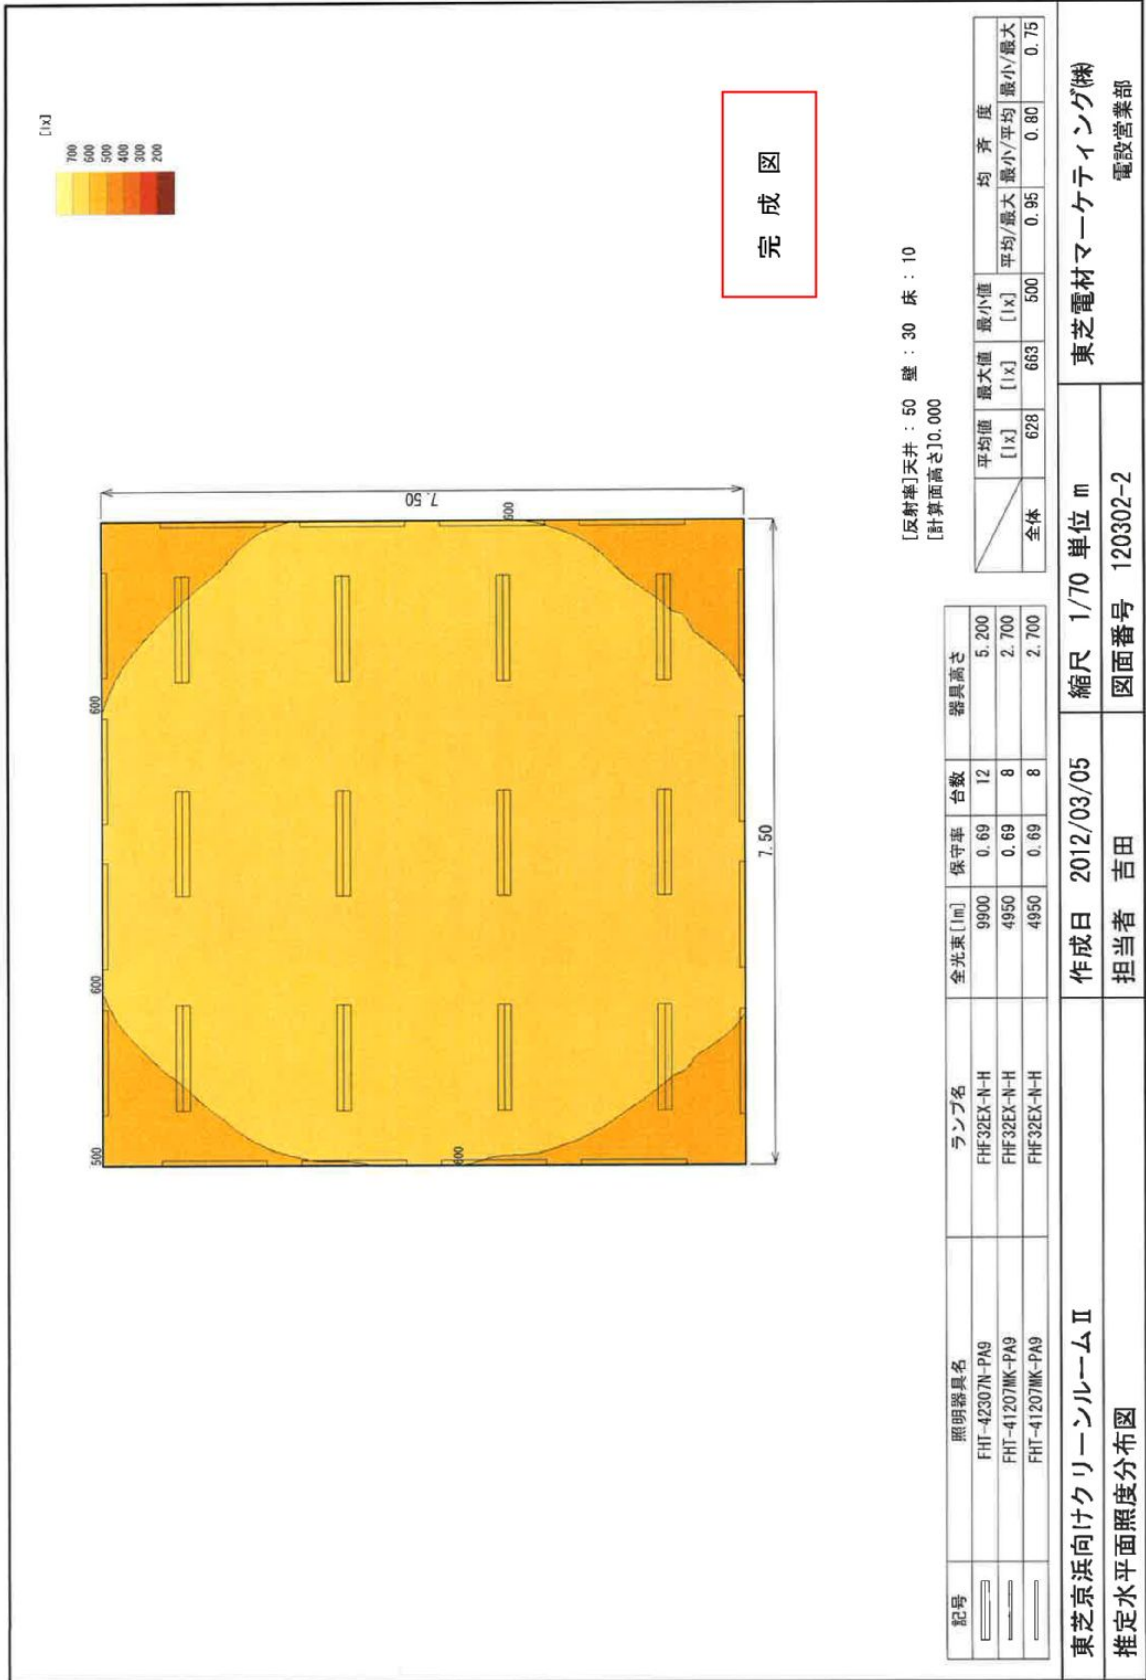 [lx]
700
600
500
400
300
200
完成図
500
600
600
600
600
7.50
7.50
[反射率]天井 : 50 壁 : 30 床 : 10
[計算面高さ]0.000
記号 照明器具名 ランプ名 全光束[lm] 保守率 台数 器具高さ
FHT-42307N-PA9 FHF32EX-N-H 9900 0.69 12 5.200
FHT-41207MK-PA9 FHF32EX-N-H 4950 0.69 8 2.700
FHT-41207MK-PA9 FHF32EX-N-H 4950 0.69 8 2.700
平均値 最大値 最小値 均斉度
[lx] [lx] [lx] 平均/最大 最小/平均 最小/最大
全体 628 663 500 0.95 0.80 0.75
東芝京浜向けクリーンルームⅡ 作成日 2012/03/05 縮尺 1/70 単位 m 東芝電材マーケティング(株)
推定水平面照度分布図 担当者 吉田 図面番号 120302-2 電設営業部